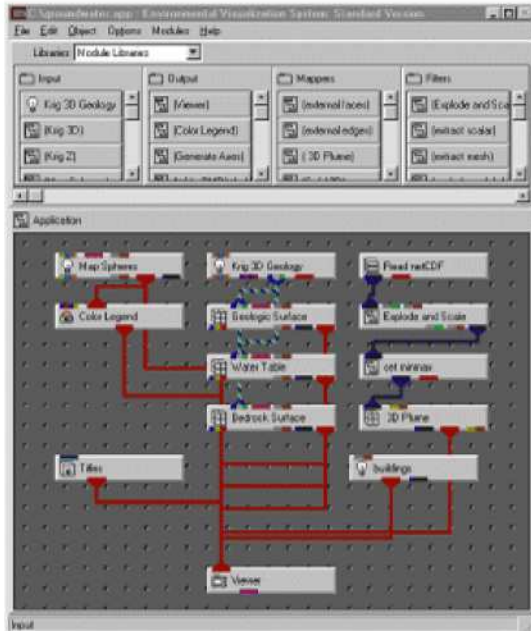 C:\groundwater.app - Environmental Visualization System: Standard Version
File Edit Object Options Modules Help
Libraries Module Libraries
Input
Krig 3D Geology
(Krig 3D)
(Krig Z)
Output
(Viewer)
(Color Legend)
(Generate Axes)
Mappers
(external faces)
(external edges)
(3D Plume)
Filters
(Explode and Scale
(extract scalar)
(extract mesh)
Application
Map Spheres
Krig 3D Geology
Read netCDF
Color Legend
Geologic Surface
Explode and Scale
Water Table
set minmax
Bedrock Surface
3D Plume
Titles
buildings
Viewer
Input